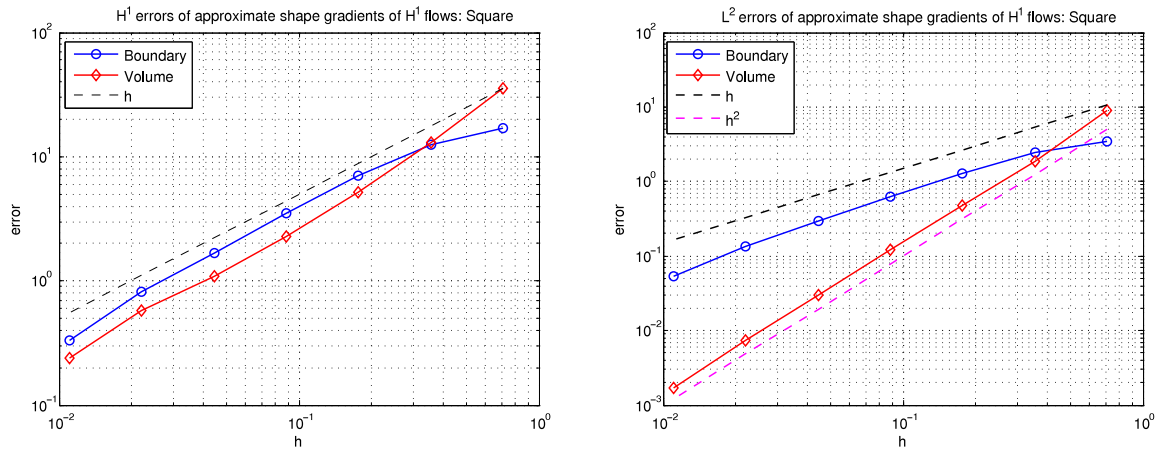 H¹ errors of approximate shape gradients of H¹ flows: Square
10²
10¹
10⁰
10⁻¹
error
Boundary
Volume
h
10⁻²
10⁻¹
10⁰
h
L² errors of approximate shape gradients of H¹ flows: Square
10²
10¹
10⁰
10⁻¹
10⁻²
10⁻³
error
Boundary
Volume
h
h²
10⁻²
10⁻¹
10⁰
h